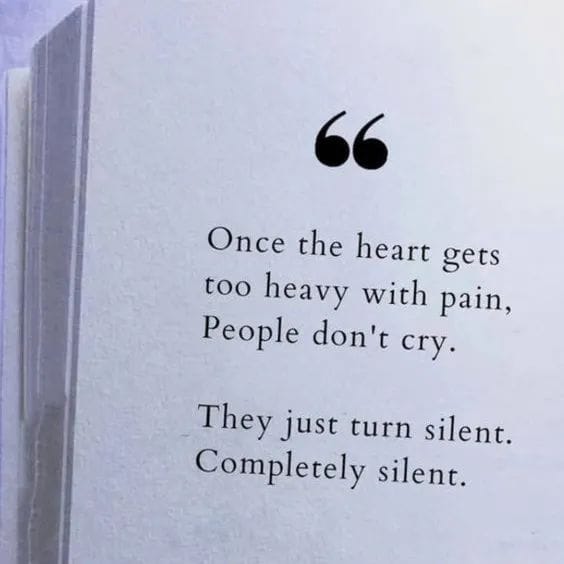 “
Once the heart gets
too heavy with pain,
People don't cry.
They just turn silent.
Completely silent.